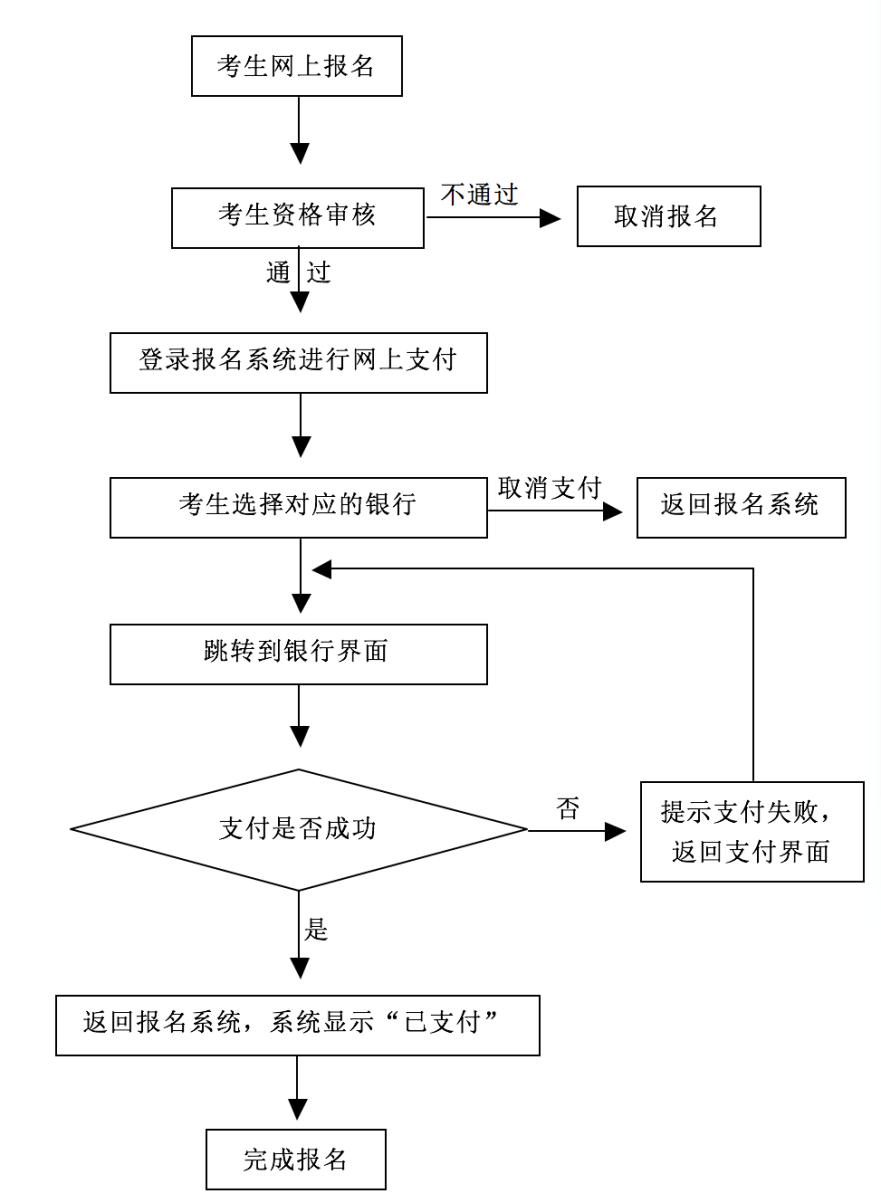 考生网上报名
考生资格审核
不通过
取消报名
通 过
登录报名系统进行网上支付
考生选择对应的银行
取消支付
返回报名系统
跳转到银行界面
支付是否成功
否
提示支付失败，
返回支付界面
是
返回报名系统，系统显示“已支付”
完成报名